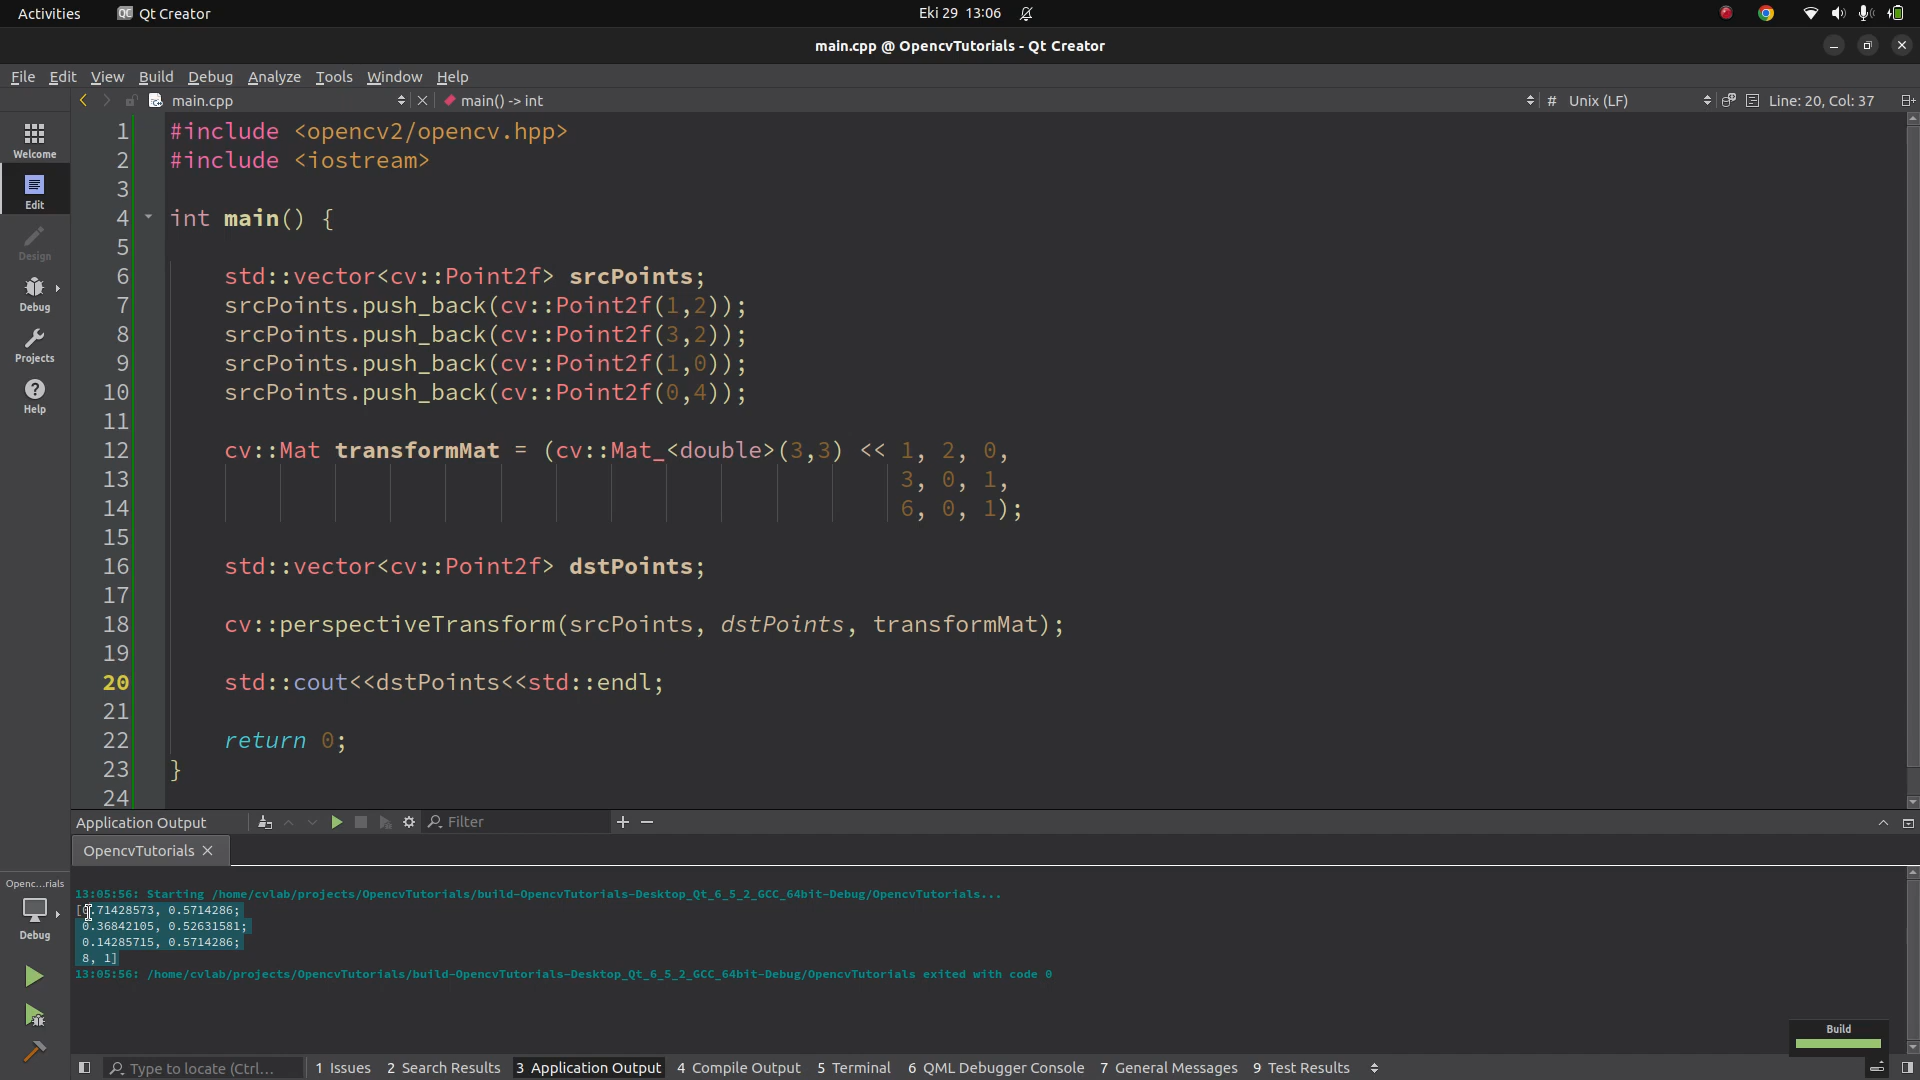 Activities Qt Creator Eki 29 13:06
main.cpp @ OpencvTutorials - Qt Creator
File Edit View Build Debug Analyze Tools Window Help
main.cpp main() -> int # Unix (LF) Line: 20, Col: 37
Welcome
Edit
Design
Debug
Projects
Help
1 #include <opencv2/opencv.hpp>
2 #include <iostream>
3
4 int main() {
5
6 std::vector<cv::Point2f> srcPoints;
7 srcPoints.push_back(cv::Point2f(1,2));
8 srcPoints.push_back(cv::Point2f(3,2));
9 srcPoints.push_back(cv::Point2f(1,0));
10 srcPoints.push_back(cv::Point2f(0,4));
11
12 cv::Mat transformMat = (cv::Mat_<double>(3,3) << 1, 2, 0,
13 3, 0, 1,
14 6, 0, 1);
15
16 std::vector<cv::Point2f> dstPoints;
17
18 cv::perspectiveTransform(srcPoints, dstPoints, transformMat);
19
20 std::cout<<dstPoints<<std::endl;
21
22 return 0;
23 }
24
Application Output Filter
OpencvTutorials
Openc...rials
Debug
13:05:56: Starting /home/cvlab/projects/OpencvTutorials/build-OpencvTutorials-Desktop_Qt_6_5_2_GCC_64bit-Debug/OpencvTutorials...
[0.71428573, 0.5714286;
0.36842105, 0.52631581;
0.14285715, 0.5714286;
8, 1]
13:05:56: /home/cvlab/projects/OpencvTutorials/build-OpencvTutorials-Desktop_Qt_6_5_2_GCC_64bit-Debug/OpencvTutorials exited with code 0
Build
Type to locate (Ctrl... 1 Issues 2 Search Results 3 Application Output 4 Compile Output 5 Terminal 6 QML Debugger Console 7 General Messages 9 Test Results